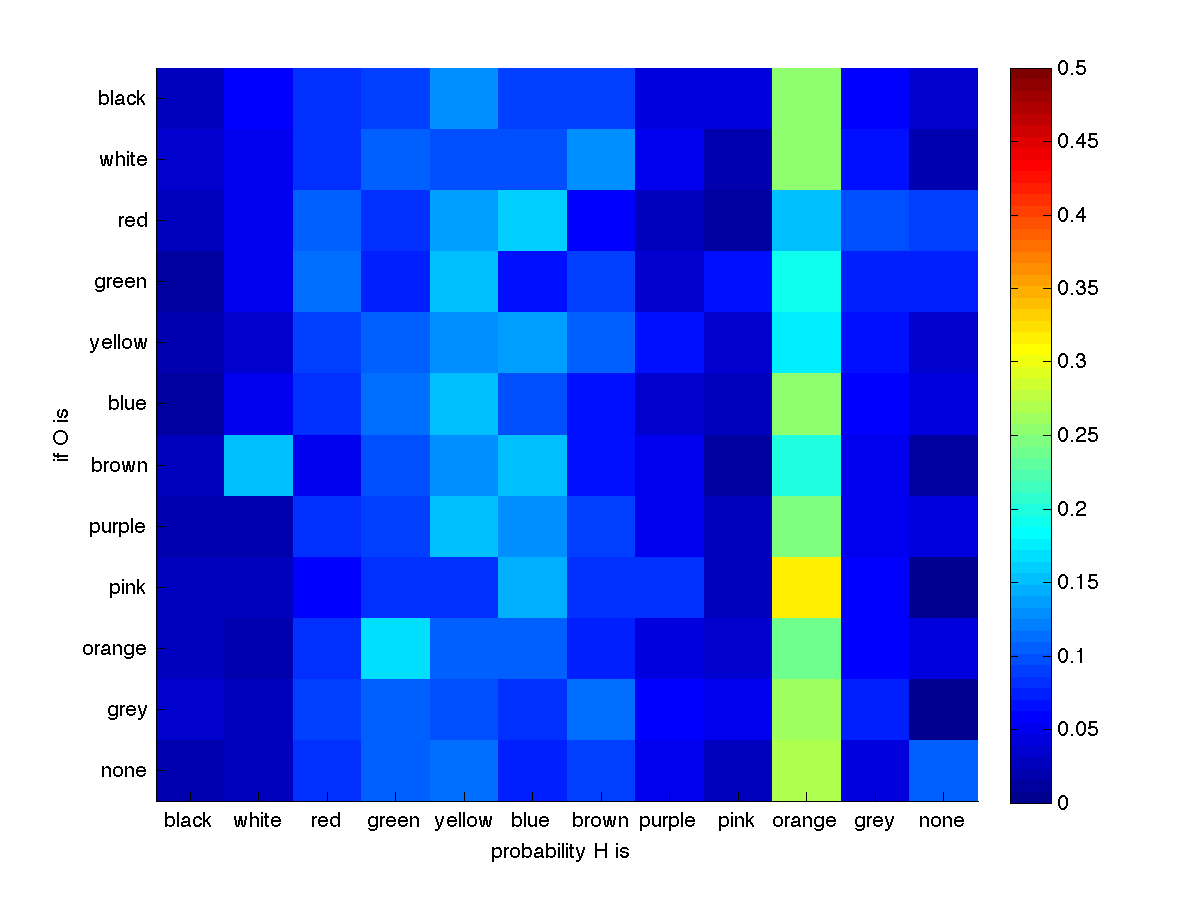 black
white
red
green
yellow
blue
brown
purple
pink
orange
grey
none
if O is
black white red green yellow blue brown purple pink orange grey none
probability H is
0.5
0.45
0.4
0.35
0.3
0.25
0.2
0.15
0.1
0.05
0